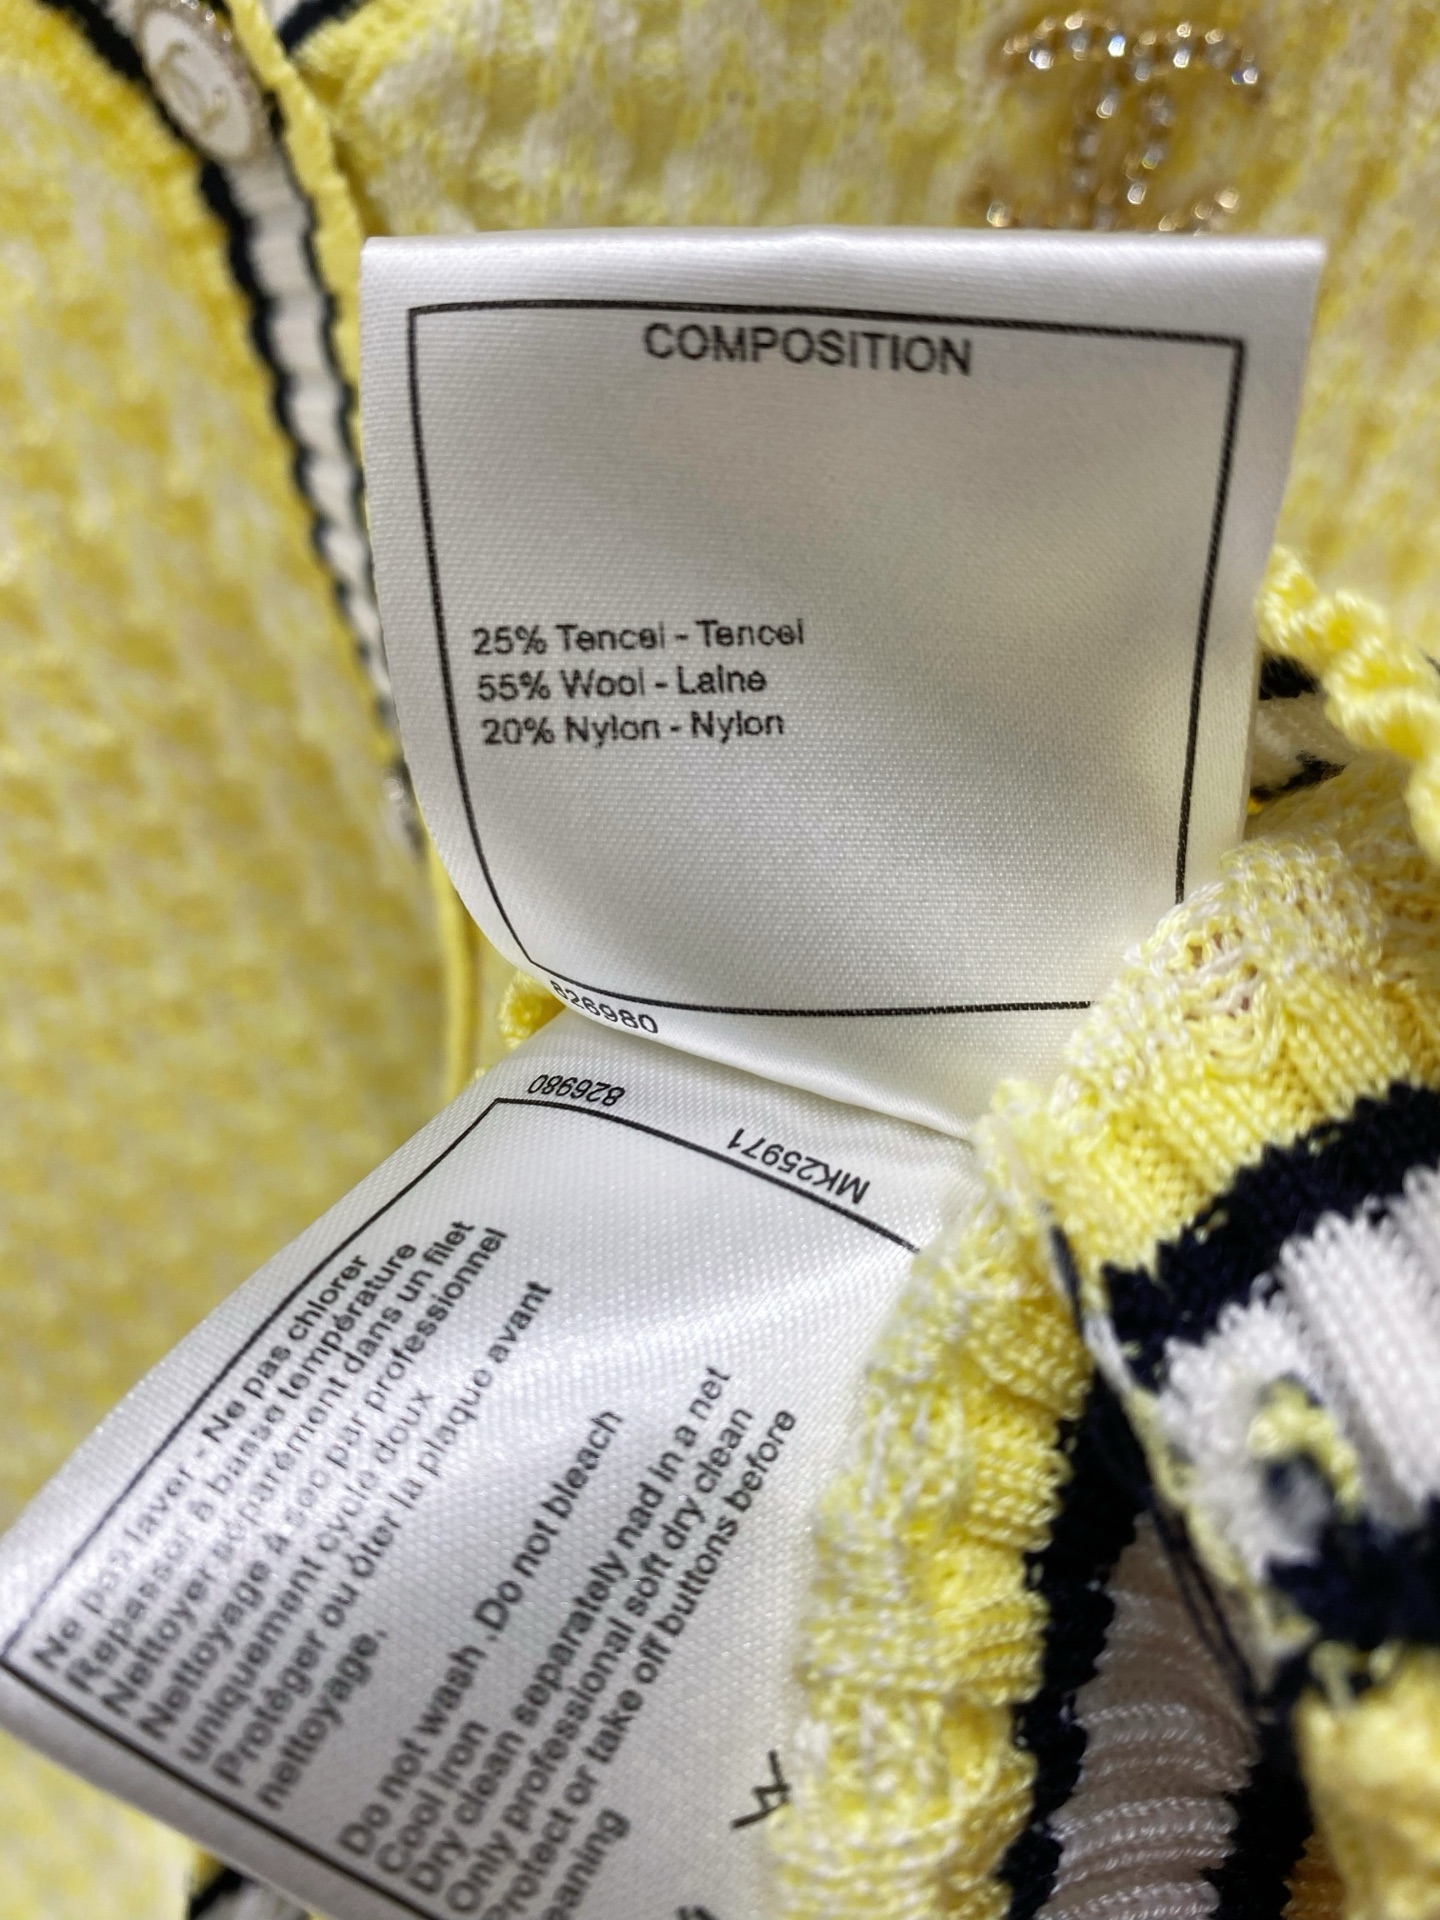 COMPOSITION
25% Tencel - Tencel
55% Wool - Laine
20% Nylon - Nylon
826980
826980
MK25971
Ne pas laver - Ne pas chlorer
Repasser à basse température
Nettoyer séparément dans un filet
Nettoyage à sec par professionnel
uniquement cycle doux
Protéger ou ôter la plaque avant
nettoyage.
Do not wash .Do not bleach
Cool iron
Dry clean separately nad in a net
Only professional soft dry clean
Protect or take off buttons before
eaning